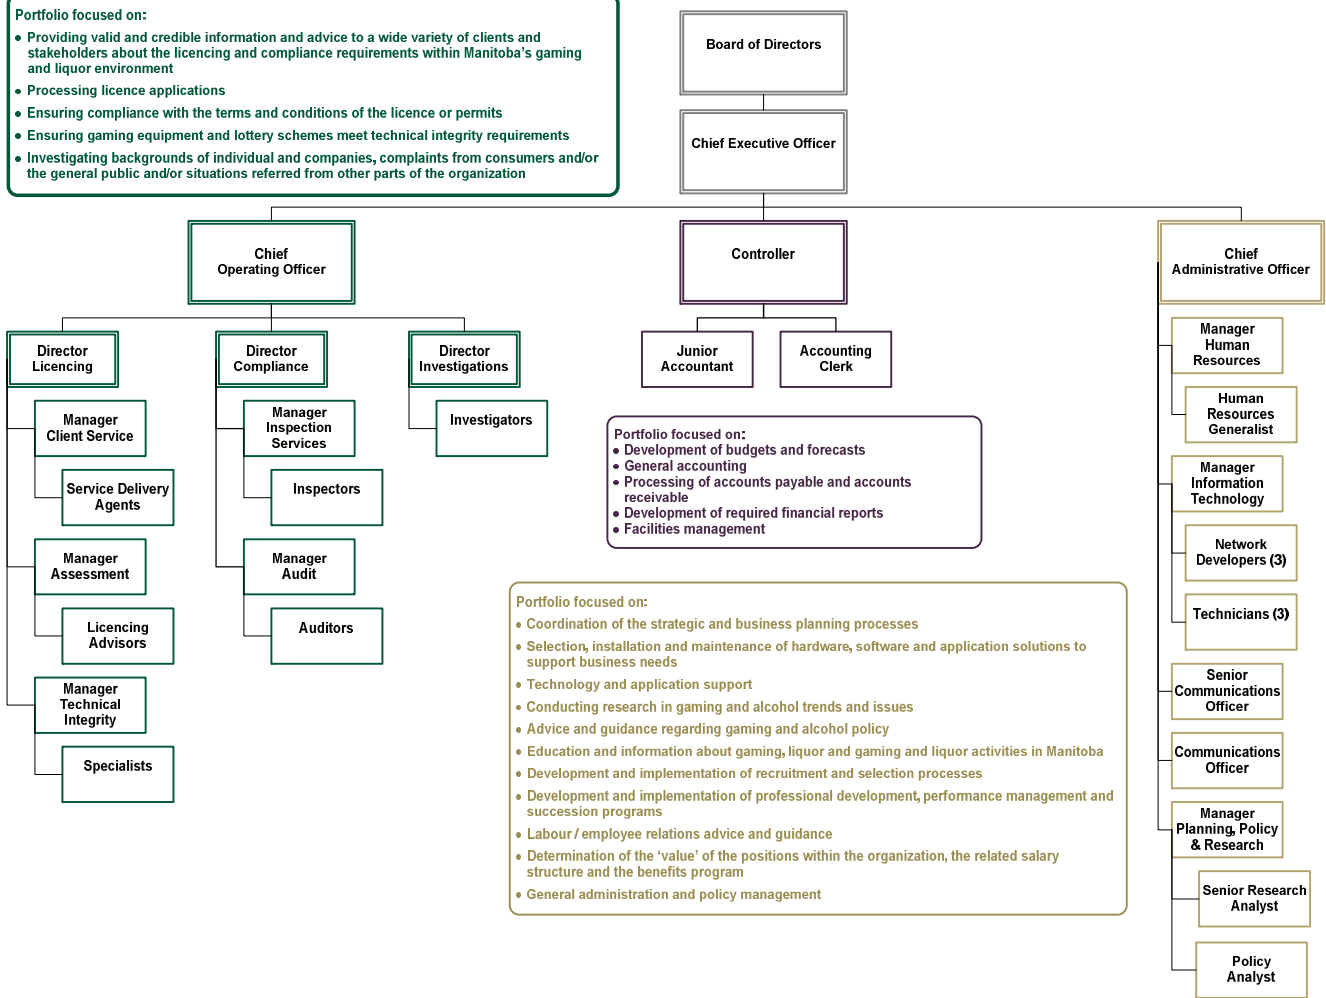 Portfolio focused on:
• Providing valid and credible information and advice to a wide variety of clients and
stakeholders about the licencing and compliance requirements within Manitoba's gaming
and liquor environment
• Processing licence applications
• Ensuring compliance with the terms and conditions of the licence or permits
• Ensuring gaming equipment and lottery schemes meet technical integrity requirements
• Investigating backgrounds of individual and companies, complaints from consumers and/or
the general public and/or situations referred from other parts of the organization
Board of Directors
Chief Executive Officer
Chief
Operating Officer
Controller
Chief
Administrative Officer
Director
Licencing
Manager
Client Service
Service Delivery
Agents
Manager
Assessment
Licencing
Advisors
Manager
Technical
Integrity
Specialists
Director
Compliance
Manager
Inspection
Services
Inspectors
Manager
Audit
Auditors
Director
Investigations
Investigators
Junior
Accountant
Accounting
Clerk
Portfolio focused on:
• Development of budgets and forecasts
• General accounting
• Processing of accounts payable and accounts
receivable
• Development of required financial reports
• Facilities management
Portfolio focused on:
• Coordination of the strategic and business planning processes
• Selection, installation and maintenance of hardware, software and application solutions to
support business needs
• Technology and application support
• Conducting research in gaming and alcohol trends and issues
• Advice and guidance regarding gaming and alcohol policy
• Education and information about gaming, liquor and gaming and liquor activities in Manitoba
• Development and implementation of recruitment and selection processes
• Development and implementation of professional development, performance management and
succession programs
• Labour / employee relations advice and guidance
• Determination of the ‘value’ of the positions within the organization, the related salary
structure and the benefits program
• General administration and policy management
Manager
Human
Resources
Human
Resources
Generalist
Manager
Information
Technology
Network
Developers (3)
Technicians (3)
Senior
Communications
Officer
Communications
Officer
Manager
Planning, Policy
& Research
Senior Research
Analyst
Policy
Analyst